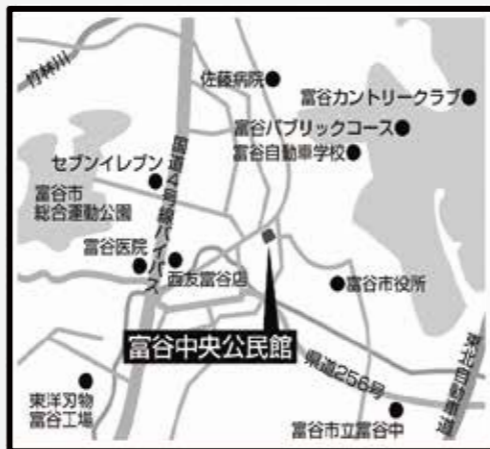 竹林川
佐藤病院
富谷カントリークラブ
富谷パブリックコース
富谷自動車学校
国道4号線バイパス
セブンイレブン
富谷市
総合運動公園
富谷医院
西友富谷店
富谷市役所
富谷中央公民館
県道256号
東北自動車道
東洋刃物
富谷工場
富谷市立富谷中